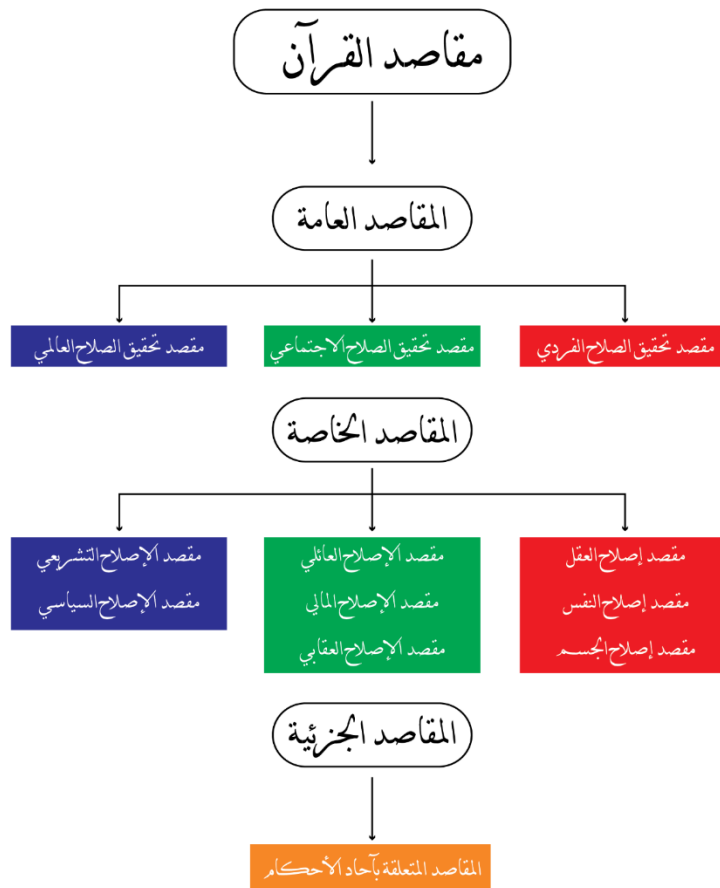 مقاصد القرآن
المقاصد العامة
مقصد تحقيق الصلاح الفردي
مقصد تحقيق الصلاح الاجتماعي
مقصد تحقيق الصلاح العالمي
المقاصد الخاصة
مقصد إصلاح العقل
مقصد إصلاح النفس
مقصد إصلاح الجسم
مقصد الإصلاح العائلي
مقصد الإصلاح المالي
مقصد الإصلاح العقابي
مقصد الإصلاح التشريعي
مقصد الإصلاح السياسي
المقاصد الجزئية
المقاصد المتعلقة بآحاد الأحكام